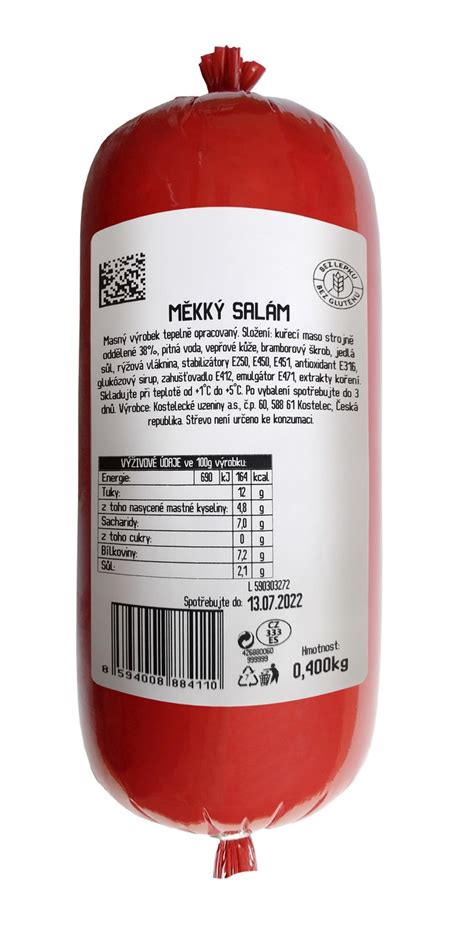 BEZ LEPKU
BEZ GLUTÉNU
MĚKKÝ SALÁM
Masný výrobek tepelně opracovaný. Složení: kuřecí maso strojně
oddělené 38%, pitná voda, vepřové kůže, bramborový škrob, jedlá
sůl, rýžová vláknina, stabilizátory E250, E450, E451, antioxidant E316,
glukózový sirup, zahušťovadlo E412, emulgátor E471, extrakty koření.
Skladujte při teplotě od +1°C do +5°C. Po vybalení spotřebujte do 3
dnů. Výrobce: Kostelecké uzeniny a.s., č.p. 60, 588 61 Kostelec, Česká
republika. Střevo není určeno ke konzumaci.
VÝŽIVOVÉ ÚDAJE ve 100g výrobku:
Energie: 690 kJ 164 kcal
Tuky: 12 g
z toho nasycené mastné kyseliny: 4,8 g
Sacharidy: 7,0 g
z toho cukry: 0 g
Bílkoviny: 7,2 g
Sůl: 2,1 g
L 590303272
Spotřebujte do: 13.07.2022
CZ
333
ES
426880060
999999
Hmotnost:
0,400kg
8 594008 884110